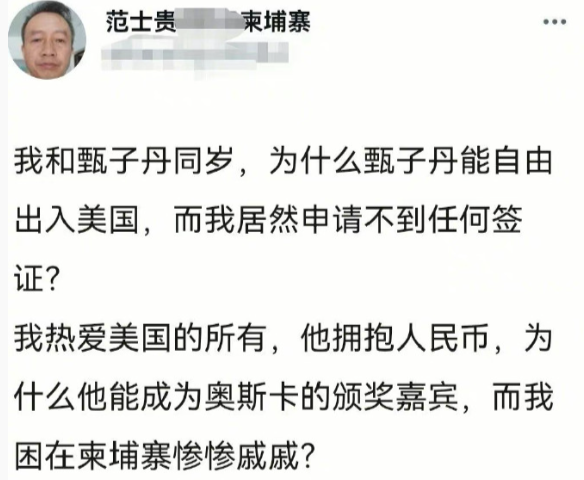 范士贵 柬埔寨
我和甄子丹同岁，为什么甄子丹能自由
出入美国，而我居然申请不到任何签
证？
我热爱美国的所有，他拥抱人民币，为
什么他能成为奥斯卡的颁奖嘉宾，而我
困在柬埔寨惨惨戚戚？